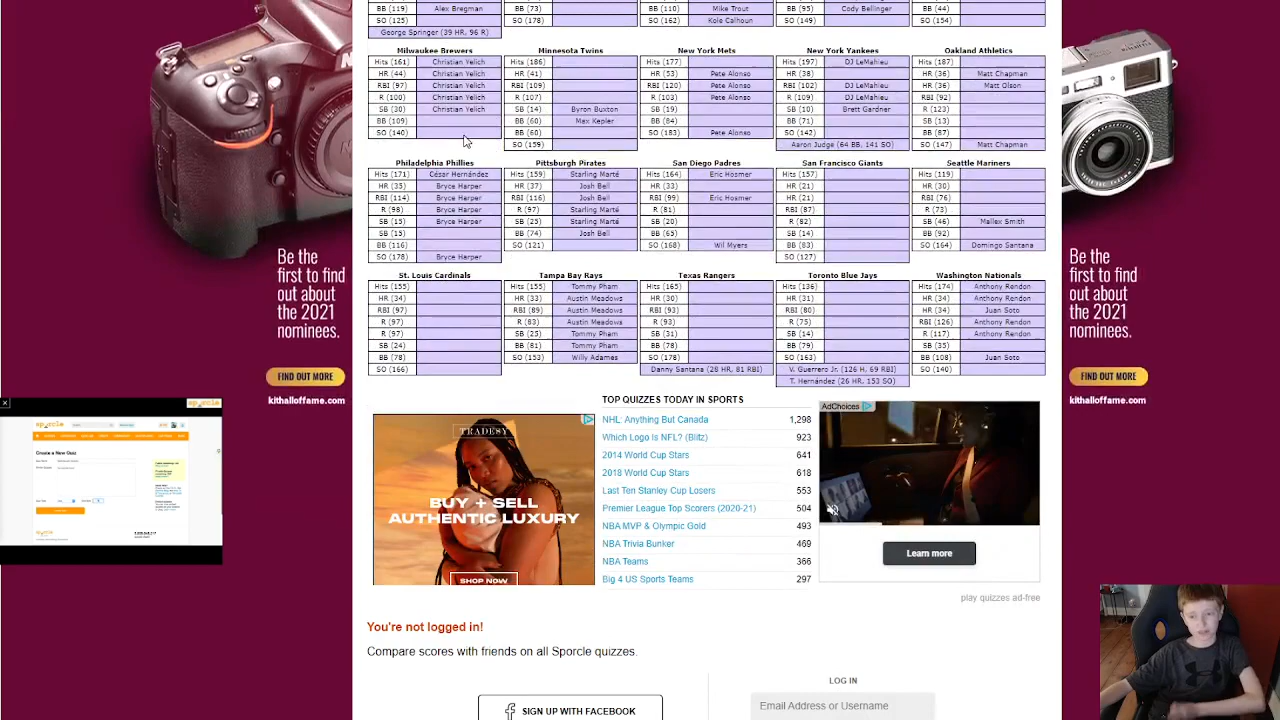 BB (119) Alex Bregman BB (73) BB (110) Mike Trout BB (95) Cody Bellinger BB (44)
SO (125) SO (178) SO (162) Kole Calhoun SO (149) SO (154)
George Springer (39 HR, 96 R)
Milwaukee Brewers Minnesota Twins New York Mets New York Yankees Oakland Athletics
Hits (161) Christian Yelich Hits (186) Hits (177) Hits (197) DJ LeMahieu Hits (187)
HR (44) Christian Yelich HR (41) HR (53) Pete Alonso HR (38) HR (36) Matt Chapman
RBI (97) Christian Yelich RBI (109) RBI (120) Pete Alonso RBI (102) DJ LeMahieu HR (36) Matt Olson
R (100) Christian Yelich R (107) R (103) Pete Alonso R (109) DJ LeMahieu RBI (92)
SB (30) Christian Yelich SB (14) Byron Buxton SB (19) SB (10) Brett Gardner R (123)
BB (109) BB (60) Max Kepler BB (84) BB (71) SB (13)
SO (140) BB (60) SO (183) Pete Alonso SO (142) BB (87)
SO (159) Aaron Judge (64 BB, 141 SO) SO (147) Matt Chapman
Philadelphia Phillies Pittsburgh Pirates San Diego Padres San Francisco Giants Seattle Mariners
Hits (171) César Hernández Hits (159) Starling Marté Hits (164) Eric Hosmer Hits (157) Hits (119)
HR (35) Bryce Harper HR (37) Josh Bell HR (33) HR (21) HR (30)
RBI (114) Bryce Harper RBI (116) Josh Bell RBI (99) Eric Hosmer HR (21) RBI (76)
R (98) Bryce Harper R (97) Starling Marté R (81) RBI (87) R (73)
SB (15) Bryce Harper SB (25) Starling Marté SB (20) R (82) SB (46) Mallex Smith
SB (15) BB (74) Josh Bell BB (65) SB (14) BB (92)
BB (116) SO (121) SO (168) Wil Myers BB (83) SO (164) Domingo Santana
SO (178) Bryce Harper SO (127)
St. Louis Cardinals Tampa Bay Rays Texas Rangers Toronto Blue Jays Washington Nationals
Hits (155) Hits (155) Tommy Pham Hits (165) Hits (136) Hits (174) Anthony Rendon
HR (34) HR (33) Austin Meadows HR (30) HR (31) HR (34) Anthony Rendon
RBI (97) RBI (89) Austin Meadows RBI (88) RBI (80) HR (34) Juan Soto
R (97) R (83) Austin Meadows R (93) R (75) RBI (126) Anthony Rendon
R (97) SB (25) Tommy Pham SB (31) SB (14) R (117) Anthony Rendon
SB (24) BB (81) Tommy Pham BB (78) BB (79) SB (35)
BB (78) SO (153) Willy Adames SO (178) SO (163) BB (108) Juan Soto
SO (166) Danny Santana (28 HR, 81 RBI) V. Guerrero Jr. (126 H, 69 RBI) SO (140)
T. Hernández (26 HR, 153 SO)
Be the
first to find
out about
the 2021
nominees.
FIND OUT MORE
kithalloffame.com
Be the
first to find
out about
the 2021
nominees.
FIND OUT MORE
kithalloffame.com
sporcle
Create a New Quiz
TRADESY
BUY + SELL
AUTHENTIC LUXURY
SHOP NOW
TOP QUIZZES TODAY IN SPORTS
NHL: Anything But Canada 1,298
Which Logo Is NFL? (Blitz) 923
2014 World Cup Stars 641
2018 World Cup Stars 618
Last Ten Stanley Cup Losers 553
Premier League Top Scorers (2020-21) 504
NBA MVP & Olympic Gold 493
NBA Trivia Bunker 469
NBA Teams 366
Big 4 US Sports Teams 297
AdChoices
Learn more
play quizzes ad-free
You're not logged in!
Compare scores with friends on all Sporcle quizzes.
LOG IN
SIGN UP WITH FACEBOOK
Email Address or Username